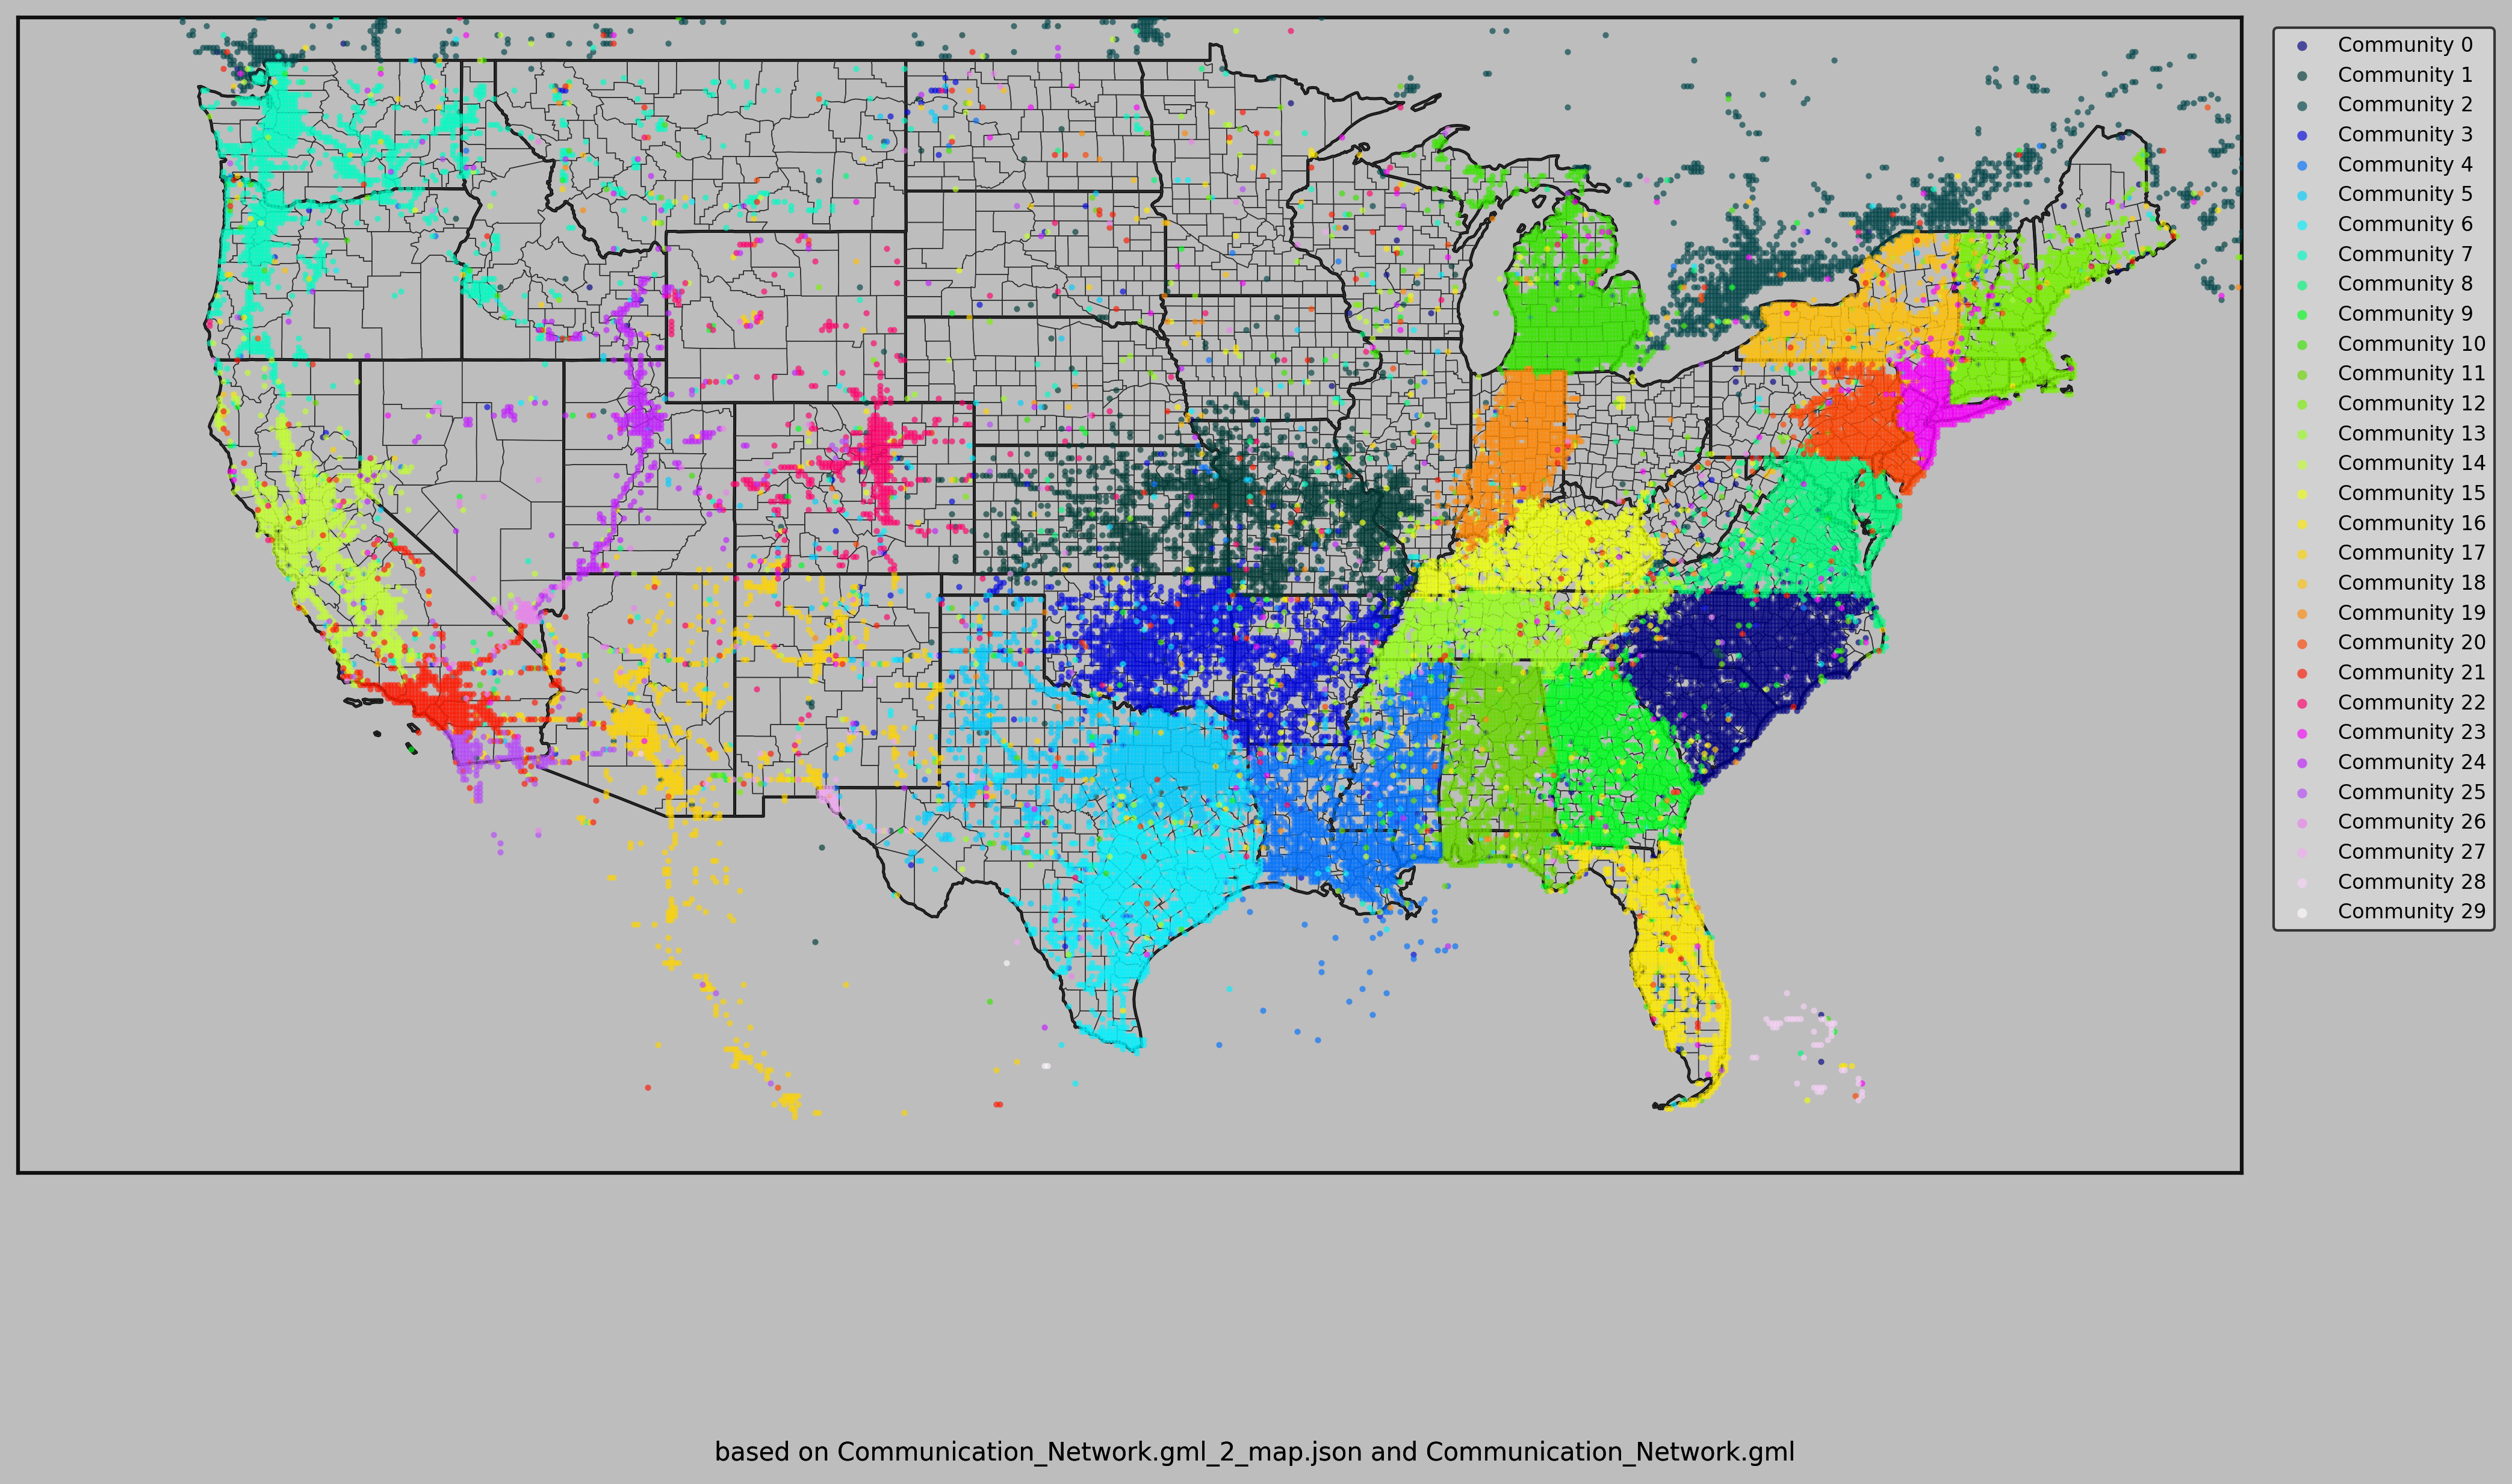 Community 0
Community 1
Community 2
Community 3
Community 4
Community 5
Community 6
Community 7
Community 8
Community 9
Community 10
Community 11
Community 12
Community 13
Community 14
Community 15
Community 16
Community 17
Community 18
Community 19
Community 20
Community 21
Community 22
Community 23
Community 24
Community 25
Community 26
Community 27
Community 28
Community 29
based on Communication_Network.gml_2_map.json and Communication_Network.gml